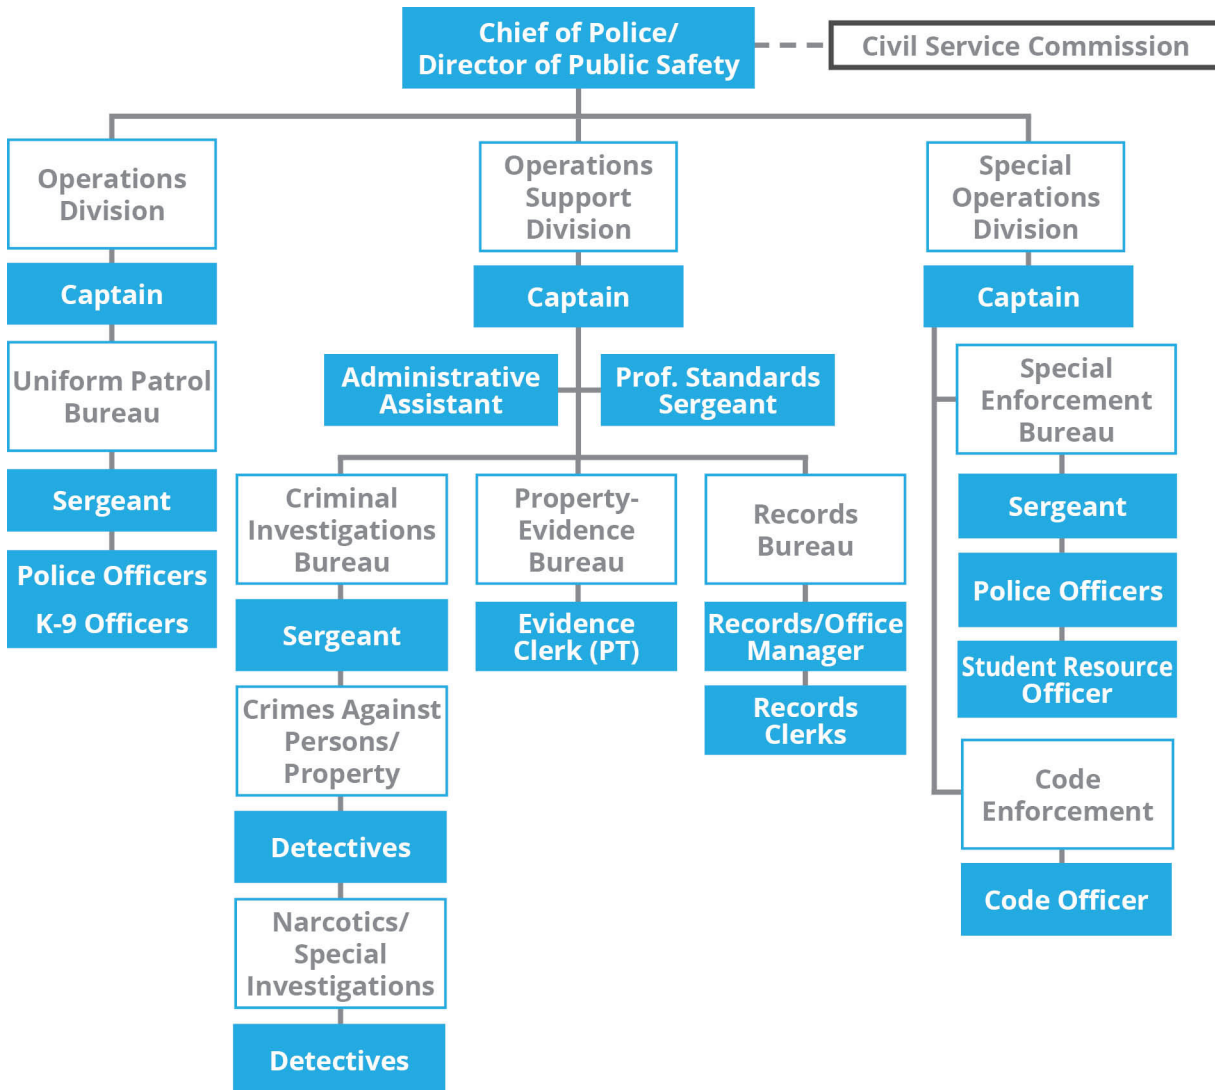 Chief of Police/
Director of Public Safety
Civil Service Commission
Operations
Division
Captain
Uniform Patrol
Bureau
Sergeant
Police Officers
K-9 Officers
Operations
Support
Division
Captain
Administrative
Assistant
Prof. Standards
Sergeant
Criminal
Investigations
Bureau
Sergeant
Crimes Against
Persons/
Property
Detectives
Narcotics/
Special
Investigations
Detectives
Property-
Evidence
Bureau
Evidence
Clerk (PT)
Records
Bureau
Records/Office
Manager
Records
Clerks
Special
Operations
Division
Captain
Special
Enforcement
Bureau
Sergeant
Police Officers
Student Resource
Officer
Code
Enforcement
Code Officer